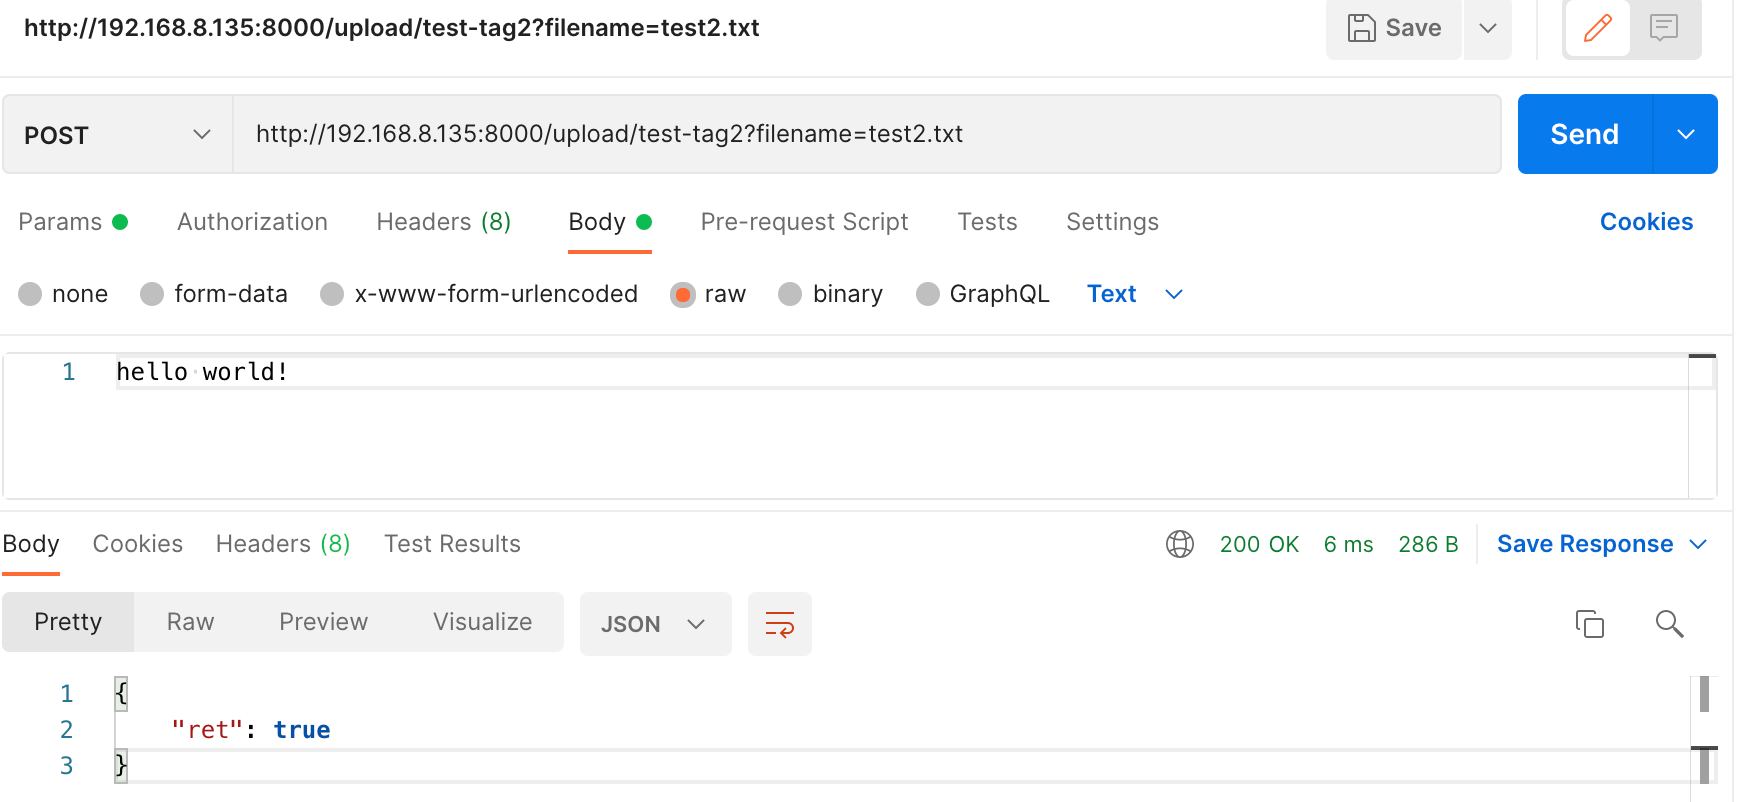 http://192.168.8.135:8000/upload/test-tag2?filename=test2.txt Save
POST http://192.168.8.135:8000/upload/test-tag2?filename=test2.txt Send
Params Authorization Headers (8) Body Pre-request Script Tests Settings Cookies
none form-data x-www-form-urlencoded raw binary GraphQL Text
1 hello world!
Body Cookies Headers (8) Test Results 200 OK 6 ms 286 B Save Response
Pretty Raw Preview Visualize JSON
1 {
2 "ret": true
3 }